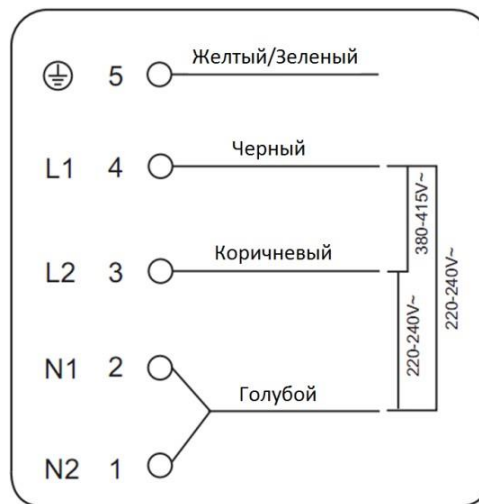 5 Желтый/Зеленый
L1 4 Черный
380-415V~
220-240V~
L2 3 Коричневый
220-240V~
N1 2
Голубой
N2 1